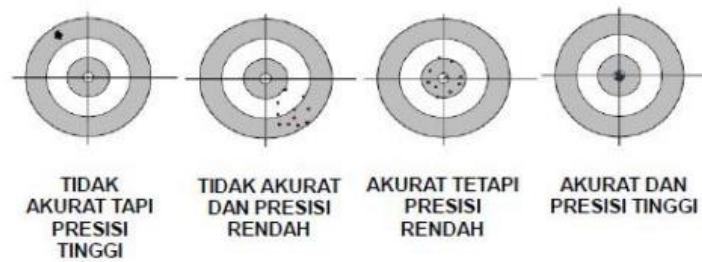 TIDAK
AKURAT TAPI
PRESISI
TINGGI
TIDAK AKURAT
DAN PRESISI
RENDAH
AKURAT TETAPI
PRESISI
RENDAH
AKURAT DAN
PRESISI TINGGI